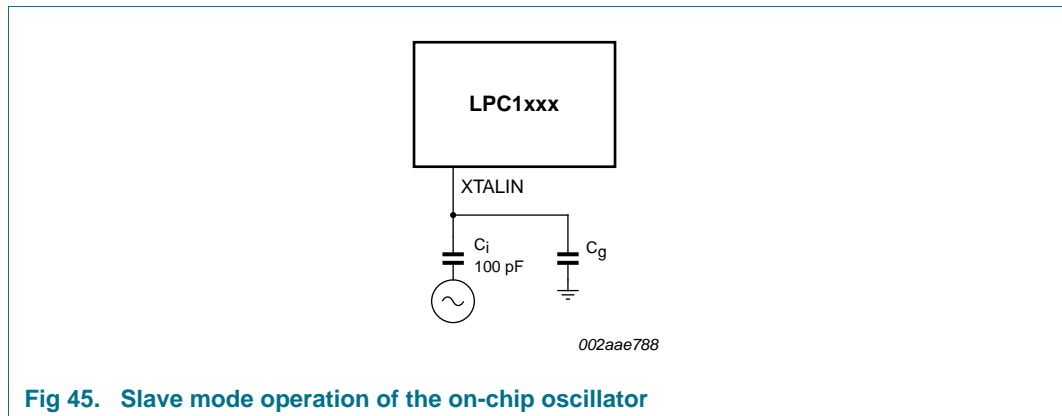 LPC1xxx
XTALIN
Ci
100 pF
Cg
002aae788
Fig 45. Slave mode operation of the on-chip oscillator